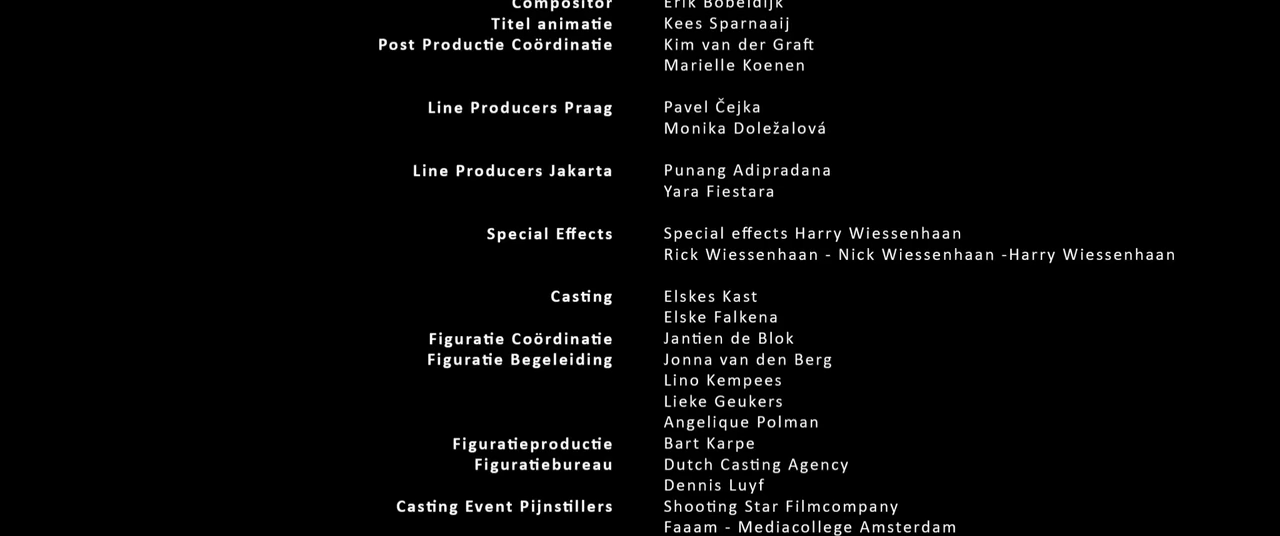 Compositor Erik Bobeldijk
Titel animatie Kees Sparnaaij
Post Productie Coördinatie Kim van der Graft
Marielle Koenen
Line Producers Praag Pavel Čejka
Monika Doležalová
Line Producers Jakarta Punang Adipradana
Yara Fiestara
Special Effects Special effects Harry Wiessenhaan
Rick Wiessenhaan - Nick Wiessenhaan -Harry Wiessenhaan
Casting Elskes Kast
Elske Falkena
Figuratie Coördinatie Jantien de Blok
Figuratie Begeleiding Jonna van den Berg
Lino Kempees
Lieke Geukers
Angelique Polman
Figuratieproductie Bart Karpe
Figuratiebureau Dutch Casting Agency
Dennis Luyf
Casting Event Pijnstillers Shooting Star Filmcompany
Faaam - Mediacollege Amsterdam